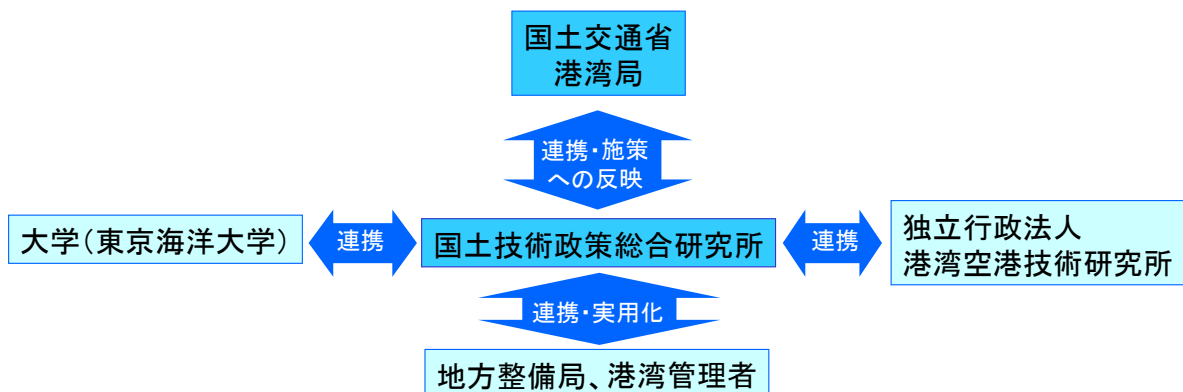 国土交通省
港湾局
連携・施策
への反映
大学（東京海洋大学）
連携
国土技術政策総合研究所
連携
独立行政法人
港湾空港技術研究所
連携・実用化
地方整備局、港湾管理者